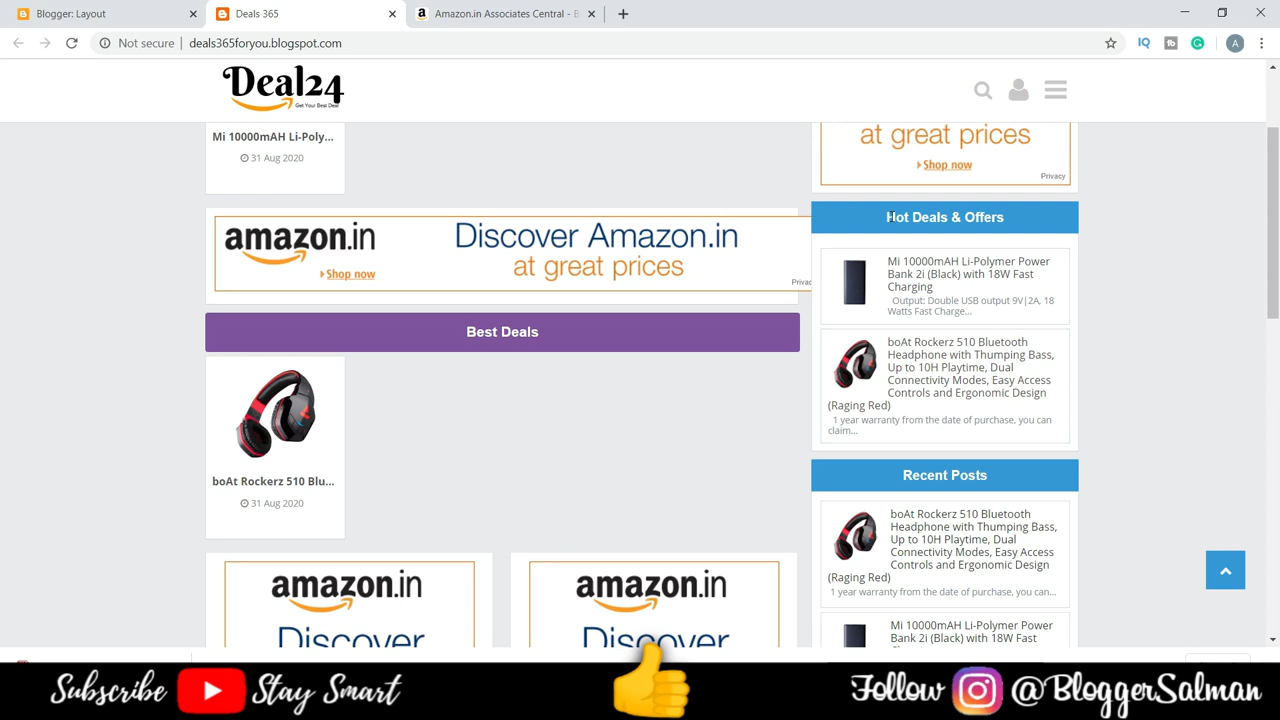 Blogger: Layout
Deals 365
Amazon.in Associates Central - B
Not secure
deals365foryou.blogspot.com
IQ
A
Deal24
Get Your Best Deal
Mi 10000mAH Li-Poly...
31 Aug 2020
at great prices
Shop now
Privacy
amazon.in
Shop now
Discover Amazon.in
at great prices
Hot Deals & Offers
Mi 10000mAH Li-Polymer Power
Bank 2i (Black) with 18W Fast
Charging
Output: Double USB output 9V|2A, 18
Watts Fast Charge...
Best Deals
boAt Rockerz 510 Bluetooth
Headphone with Thumping Bass,
Up to 10H Playtime, Dual
Connectivity Modes, Easy Access
Controls and Ergonomic Design
(Raging Red)
1 year warranty from the date of purchase, you can
claim...
boAt Rockerz 510 Blu...
31 Aug 2020
Recent Posts
boAt Rockerz 510 Bluetooth
Headphone with Thumping Bass,
Up to 10H Playtime, Dual
Connectivity Modes, Easy Access
Controls and Ergonomic Design
(Raging Red)
1 year warranty from the date of purchase, you can...
Mi 10000mAH Li-Polymer Power
Bank 2i (Black) with 18W Fast
amazon.in
Discover
amazon.in
Discover
Subscribe
Stay Smart
Follow
@BloggerSalman